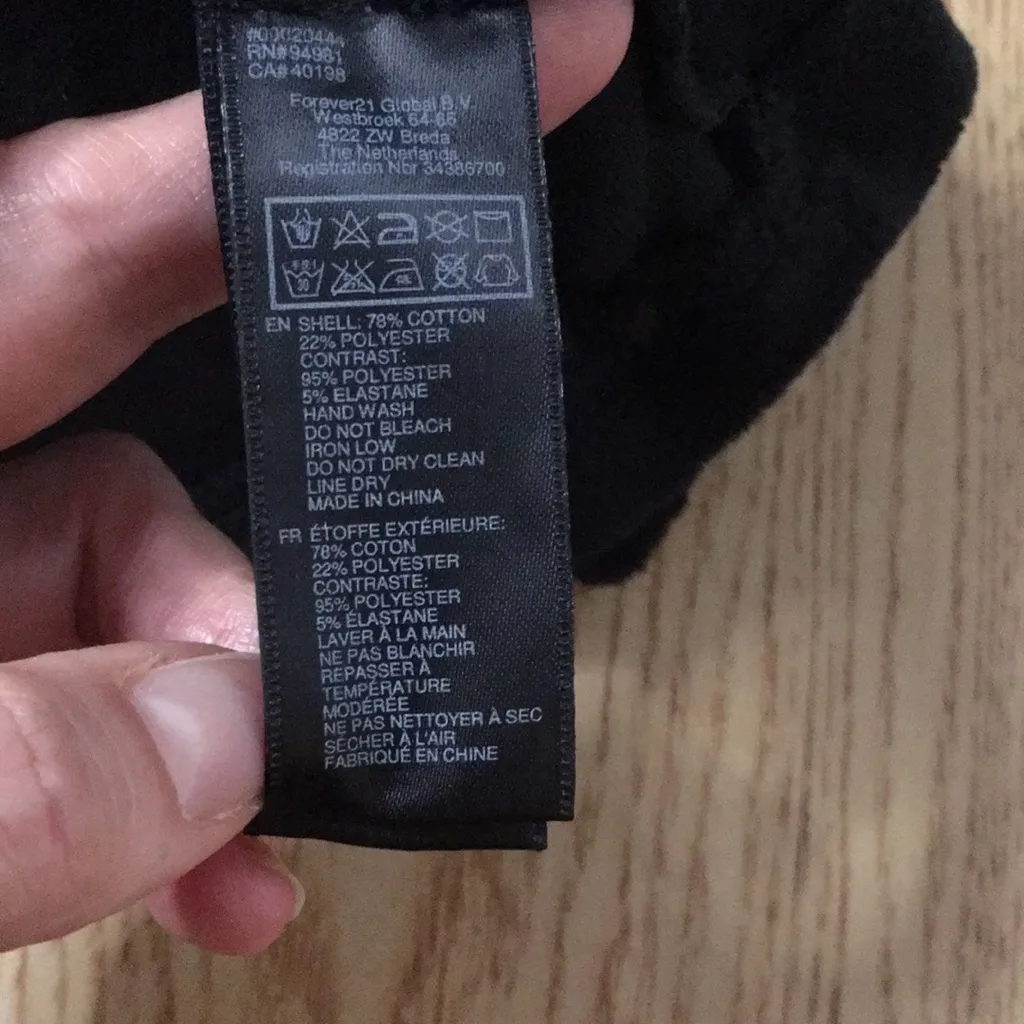 RN#94981
CA#40198
Forever21 Global B.V.
Westbroek 64-66
4822 ZW Breda
The Netherlands
Registration Nbr 34386700
30
EN SHELL: 78% COTTON
22% POLYESTER
CONTRAST:
95% POLYESTER
5% ELASTANE
HAND WASH
DO NOT BLEACH
IRON LOW
DO NOT DRY CLEAN
LINE DRY
MADE IN CHINA
FR ÉTOFFE EXTÉRIEURE:
78% COTON
22% POLYESTER
CONTRASTE:
95% POLYESTER
5% ÉLASTANE
LAVER À LA MAIN
NE PAS BLANCHIR
REPASSER À
TEMPÉRATURE
MODÉRÉE
NE PAS NETTOYER À SEC
SÉCHER À L'AIR
FABRIQUÉ EN CHINE